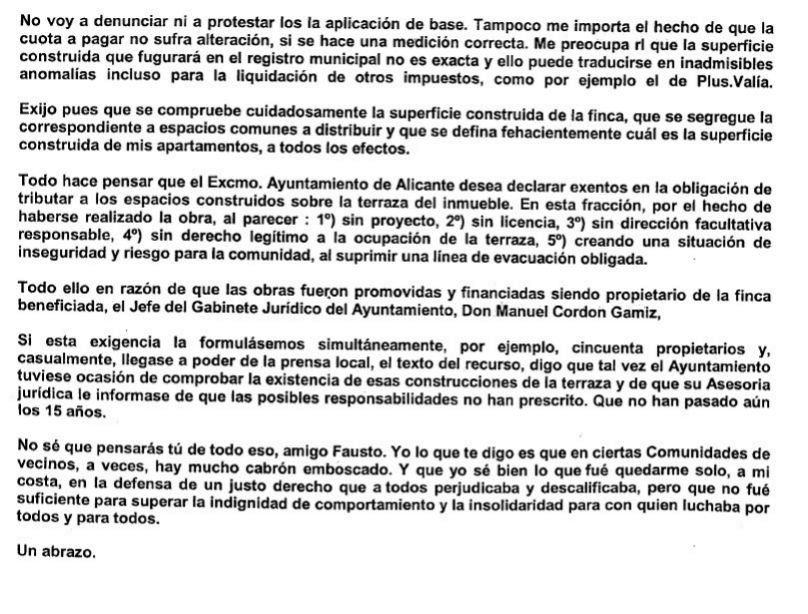 No voy a denunciar ni a protestar los la aplicación de base. Tampoco me importa el hecho de que la
cuota a pagar no sufra alteración, si se hace una medición correcta. Me preocupa rl que la superficie
construida que fugurará en el registro municipal no es exacta y ello puede traducirse en inadmisibles
anomalías incluso para la liquidación de otros impuestos, como por ejemplo el de Plus.Valía.
Exijo pues que se compruebe cuidadosamente la superficie construida de la finca, que se segregue la
correspondiente a espacios comunes a distribuir y que se defina fehacientemente cuál es la superficie
construida de mis apartamentos, a todos los efectos.
Todo hace pensar que el Excmo. Ayuntamiento de Alicante desea declarar exentos en la obligación de
tributar a los espacios construidos sobre la terraza del inmueble. En esta fracción, por el hecho de
haberse realizado la obra, al parecer : 1º) sin proyecto, 2º) sin licencia, 3º) sin dirección facultativa
responsable, 4º) sin derecho legítimo a la ocupación de la terraza, 5º) creando una situación de
inseguridad y riesgo para la comunidad, al suprimir una línea de evacuación obligada.
Todo ello en razón de que las obras fueron promovidas y financiadas siendo propietario de la finca
beneficiada, el Jefe del Gabinete Jurídico del Ayuntamiento, Don Manuel Cordon Gamiz,
Si esta exigencia la formulásemos simultáneamente, por ejemplo, cincuenta propietarios y,
casualmente, llegase a poder de la prensa local, el texto del recurso, digo que tal vez el Ayuntamiento
tuviese ocasión de comprobar la existencia de esas construcciones de la terraza y de que su Asesoria
jurídica le informase de que las posibles responsabilidades no han prescrito. Que no han pasado aún
los 15 años.
No sé que pensarás tú de todo eso, amigo Fausto. Yo lo que te digo es que en ciertas Comunidades de
vecinos, a veces, hay mucho cabrón emboscado. Y que yo sé bien lo que fué quedarme solo, a mi
costa, en la defensa de un justo derecho que a todos perjudicaba y descalificaba, pero que no fué
suficiente para superar la indignidad de comportamiento y la insolidaridad para con quien luchaba por
todos y para todos.
Un abrazo.